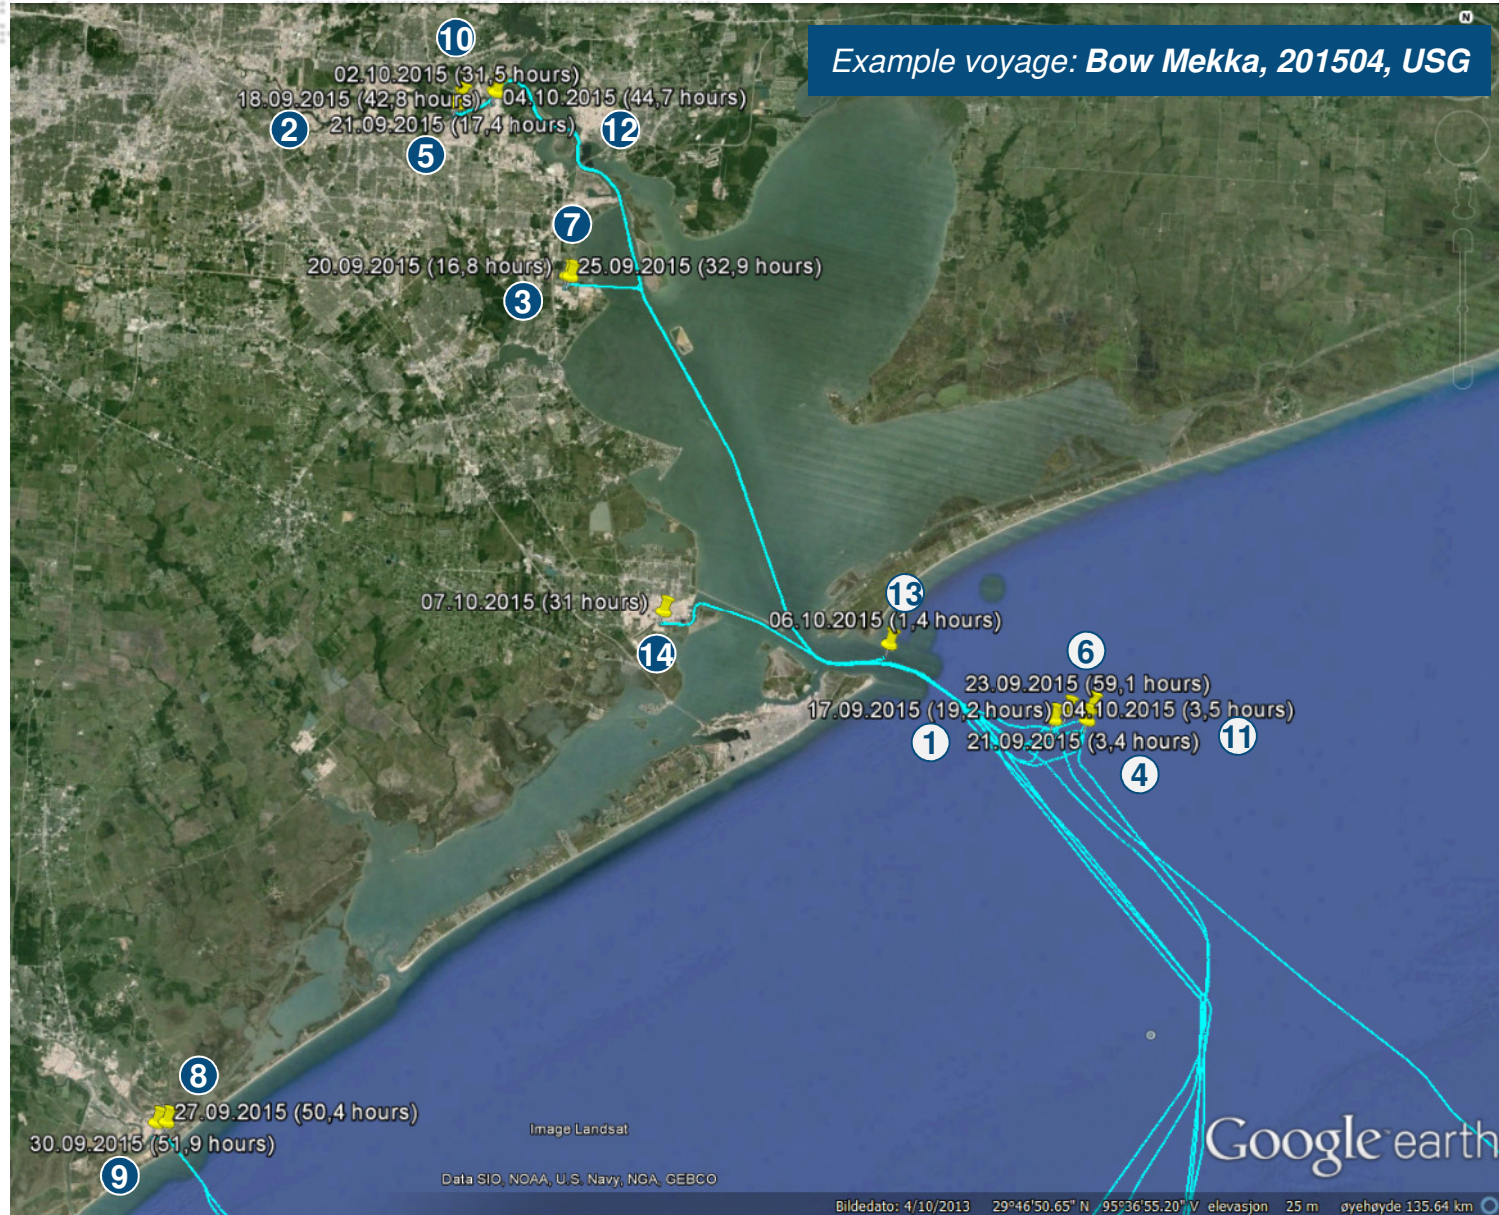 N
Example voyage: Bow Mekka, 201504, USG
10
02.10.2015 (31,5 hours)
18.09.2015 (42,8 hours)
04.10.2015 (44,7 hours)
21.09.2015 (17,4 hours)
2
12
5
7
20.09.2015 (16,8 hours)
25.09.2015 (32,9 hours)
3
13
07.10.2015 (31 hours)
06.10.2015 (1,4 hours)
14
6
23.09.2015 (59,1 hours)
17.09.2015 (19,2 hours)
04.10.2015 (3,5 hours)
1
21.09.2015 (3,4 hours)
11
4
8
27.09.2015 (50,4 hours)
30.09.2015 (51,9 hours)
9
Image Landsat
Google earth
Data SIO, NOAA, U.S. Navy, NGA, GEBCO
Bildedato: 4/10/2013 29°46'50.65" N 95°36'55.20" V elevasjon 25 m øyehøyde 135.64 km